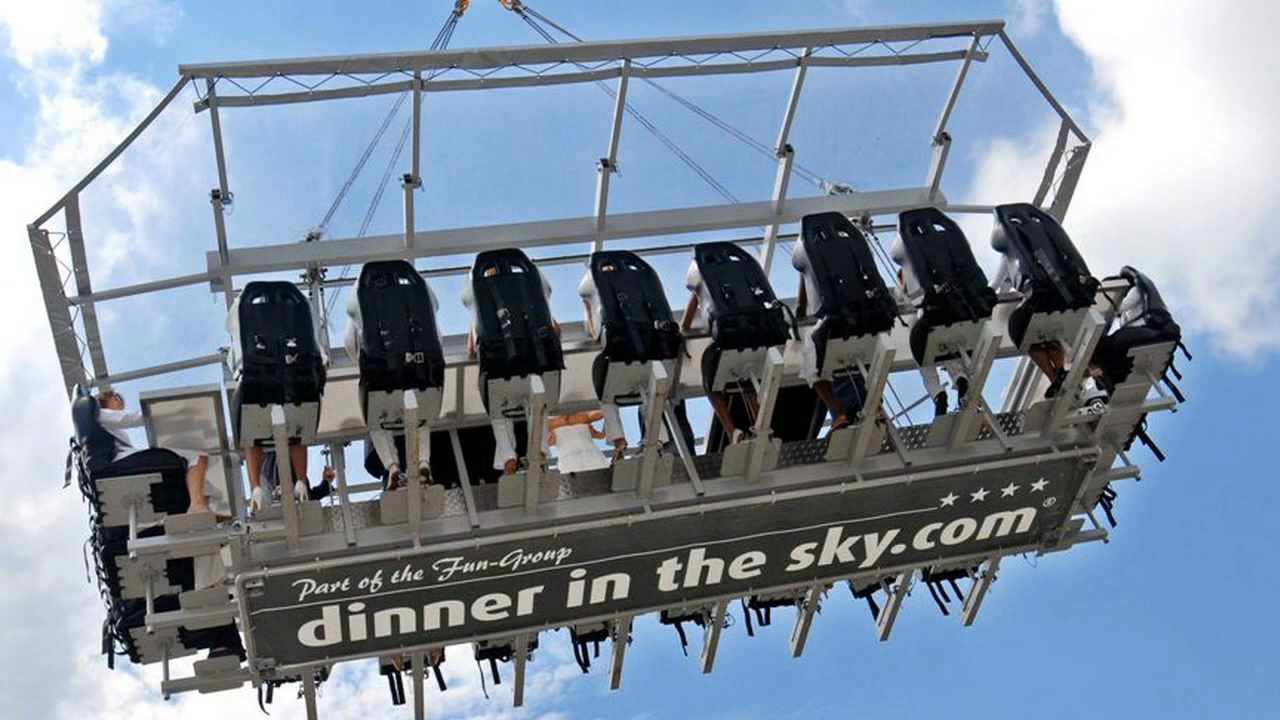 ★★★★
Part of the Fun-Group
dinner in the sky.com®